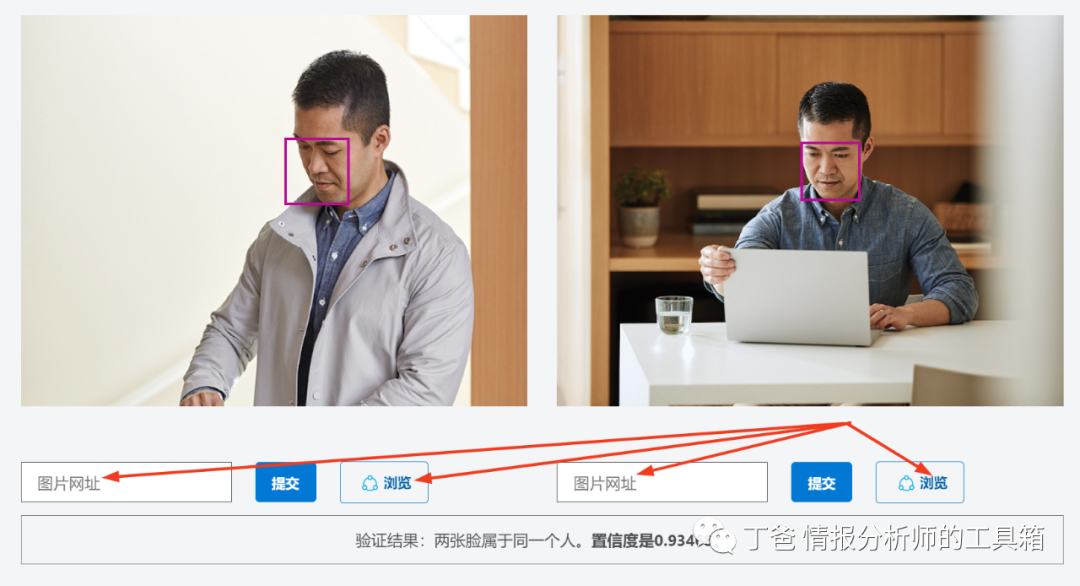 图片网址
提交
浏览
图片网址
提交
浏览
验证结果：两张脸属于同一个人。置信度是0.934
丁爸 情报分析师的工具箱